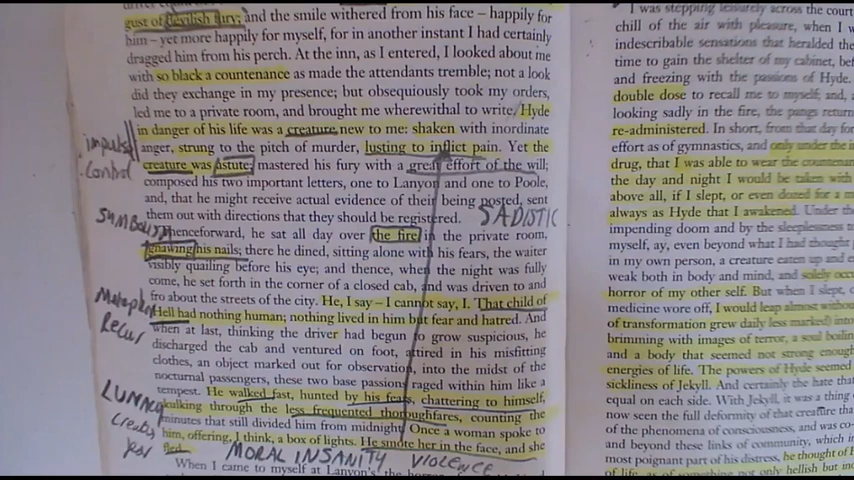 gust of devilish fury; and the smile withered from his face – happily for
him – yet more happily for myself, for in another instant I had certainly
dragged him from his perch. At the inn, as I entered, I looked about me
with so black a countenance as made the attendants tremble; not a look
did they exchange in my presence; but obsequiously took my orders,
led me to a private room, and brought me wherewithal to write. Hyde
in danger of his life was a creature new to me: shaken with inordinate
anger, strung to the pitch of murder, lusting to inflict pain. Yet the
creature was astute; mastered his fury with a great effort of the will;
composed his two important letters, one to Lanyon and one to Poole,
and, that he might receive actual evidence of their being posted, sent
them out with directions that they should be registered.
Thenceforward, he sat all day over the fire in the private room,
gnawing his nails; there he dined, sitting alone with his fears, the waiter
visibly quailing before his eye; and thence, when the night was fully
come, he set forth in the corner of a closed cab, and was driven to and
fro about the streets of the city. He, I say – I cannot say, I. That child of
Hell had nothing human; nothing lived in him but fear and hatred. And
when at last, thinking the driver had begun to grow suspicious, he
discharged the cab and ventured on foot, attired in his misfitting
clothes, an object marked out for observation, into the midst of the
nocturnal passengers, these two base passions raged within him like a
tempest. He walked fast, hunted by his fears, chattering to himself,
skulking through the less frequented thoroughfares, counting the
minutes that still divided him from midnight. Once a woman spoke to
him, offering, I think, a box of lights. He smote her in the face, and she
fled.
When I came to myself at Lanyon's the horror of
impulse
control
SADISTIC
SYMBOLISM
Metaphor
Recur
LUNACY
MORAL INSANITY VIOLENCE
I was stepping leisurely across the court
chill of the air with pleasure, when I w
indescribable sensations that heralded the
time to gain the shelter of my cabinet, bef
and freezing with the passions of Hyde.
double dose to recall me to myself; and,
looking sadly in the fire, the pangs return
re-administered. In short, from that day for
effort as of gymnastics, and only under the in
drug, that I was able to wear the countenan
the day and night I would be taken with
above all, if I slept, or even dozed for a m
always as Hyde that I awakened. Under the
impending doom and by the sleeplessness to
myself, ay, even beyond what I had thought
in my own person, a creature eaten up and e
weak both in body and mind, and solely occu
horror of my other self. But when I slept, o
medicine wore off, I would leap almost witho
of transformation grew daily less marked) into
brimming with images of terror, a soul boilin
and a body that seemed not strong enough
energies of life. The powers of Hyde seemed
sickliness of Jekyll. And certainly the hate that
equal on each side. With Jekyll, it was a thing o
now seen the full deformity of that creature th
of the phenomena of consciousness, and was co-
and beyond these links of community, which in
most poignant part of his distress, he thought of
of life, as of something not only hellish but ino